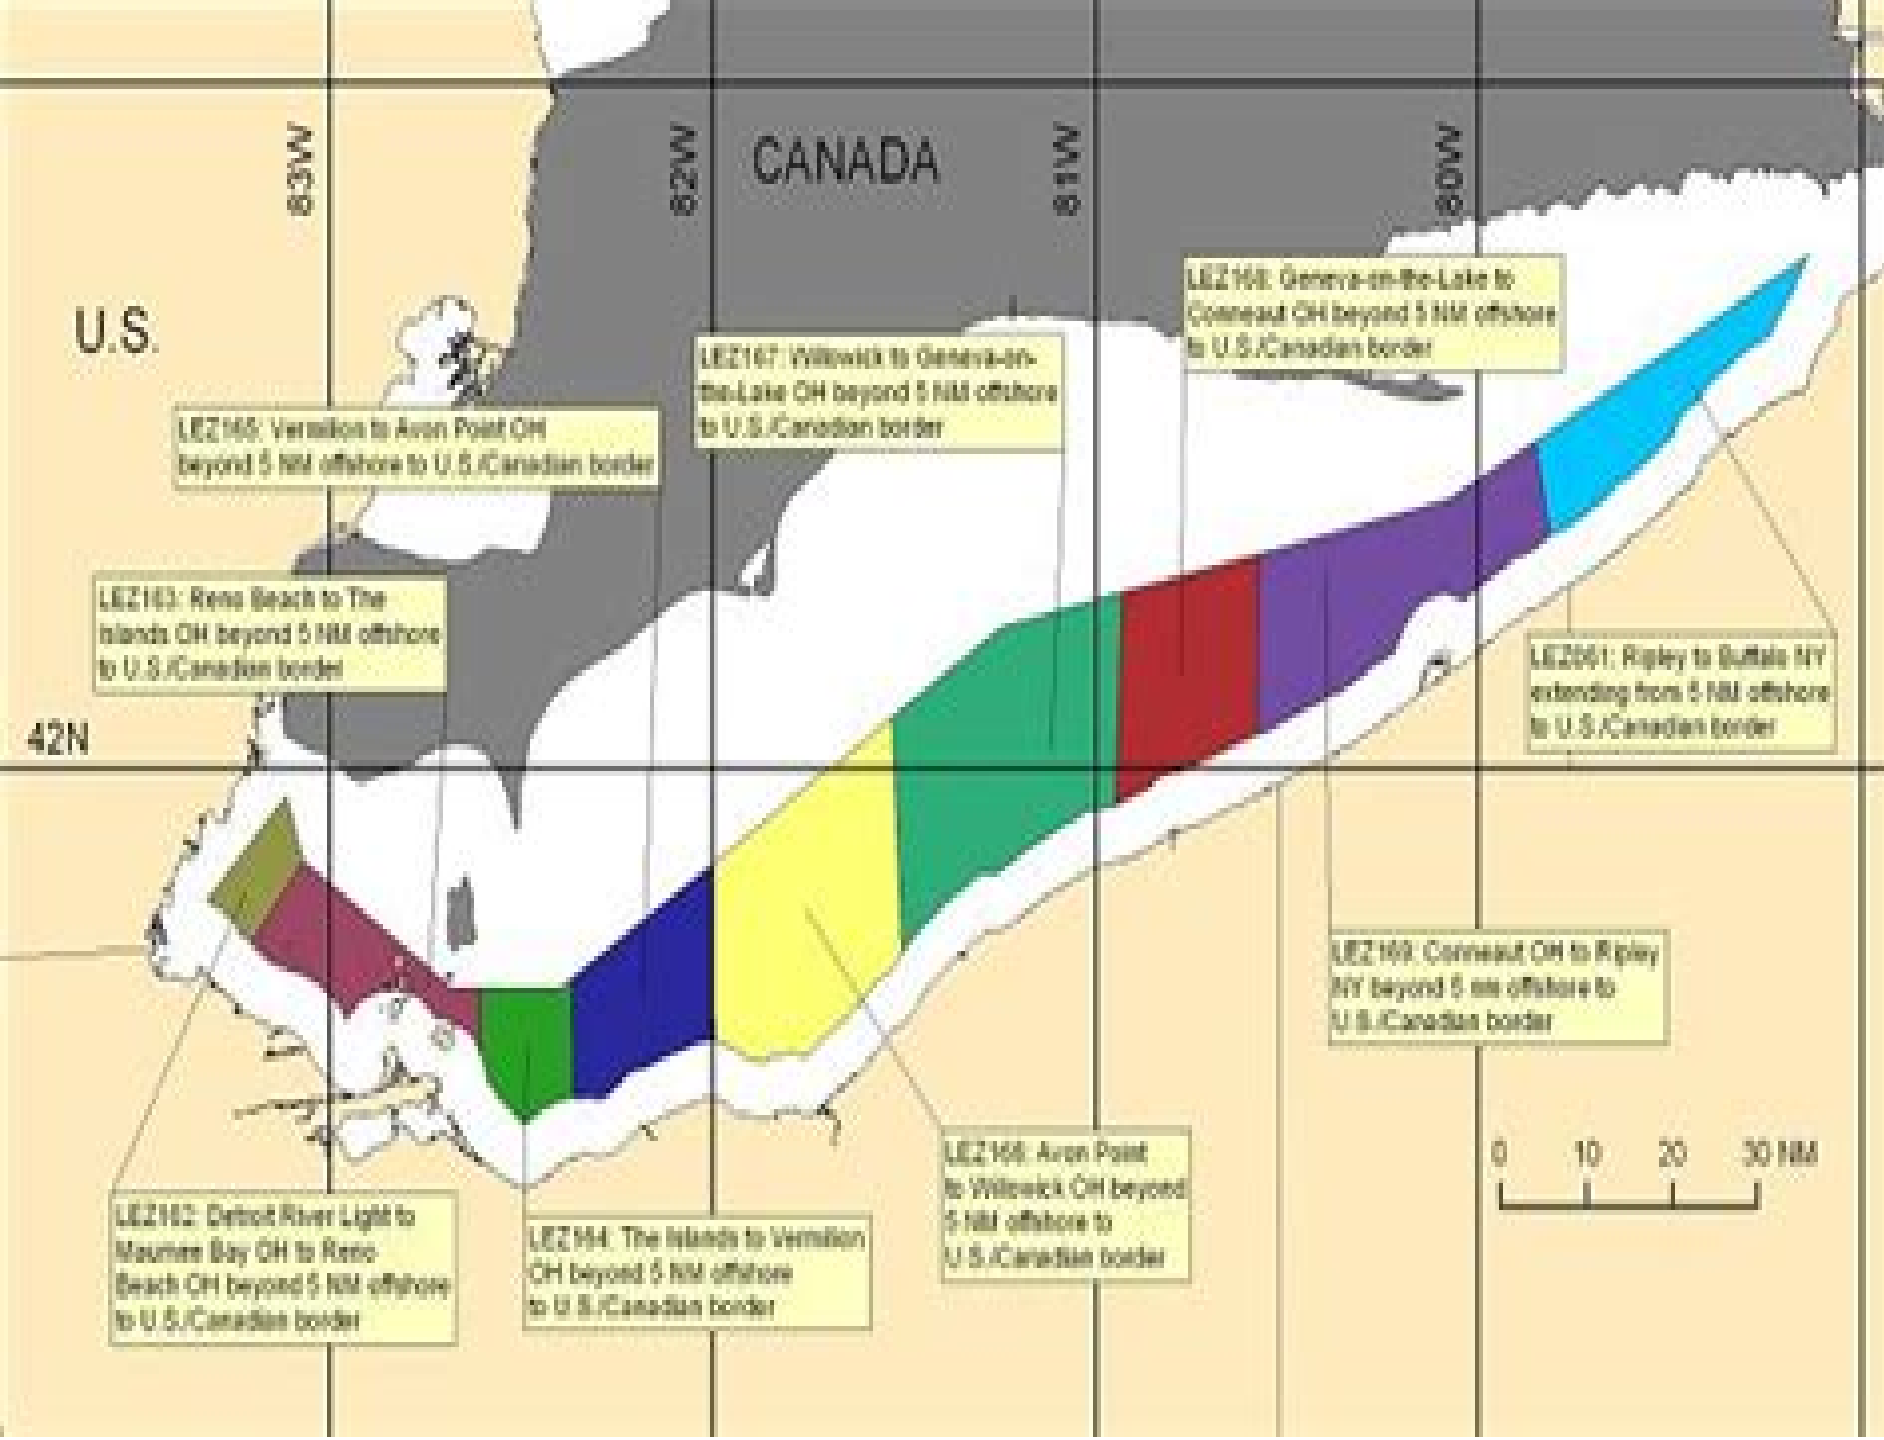 83W
82W
81W
80W
CANADA
U.S.
42N
LEZ168: Geneva-on-the-Lake to
Conneaut OH beyond 5 NM offshore
to U.S./Canadian border
LEZ167: Willowick to Geneva-on-
the-Lake OH beyond 5 NM offshore
to U.S./Canadian border
LEZ165: Vermilion to Avon Point OH
beyond 5 NM offshore to U.S./Canadian border
LEZ163: Reno Beach to The
Islands OH beyond 5 NM offshore
to U.S./Canadian border
LEZ061: Ripley to Buffalo NY
extending from 5 NM offshore
to U.S./Canadian border
LEZ169: Conneaut OH to Ripley
NY beyond 5 nm offshore to
U.S./Canadian border
LEZ166: Avon Point
to Willowick OH beyond
5 NM offshore to
U.S./Canadian border
0 10 20 30 NM
LEZ162: Detroit River Light to
Maumee Bay OH to Reno
Beach OH beyond 5 NM offshore
to U.S./Canadian border
LEZ164: The Islands to Vermilion
OH beyond 5 NM offshore
to U.S./Canadian border